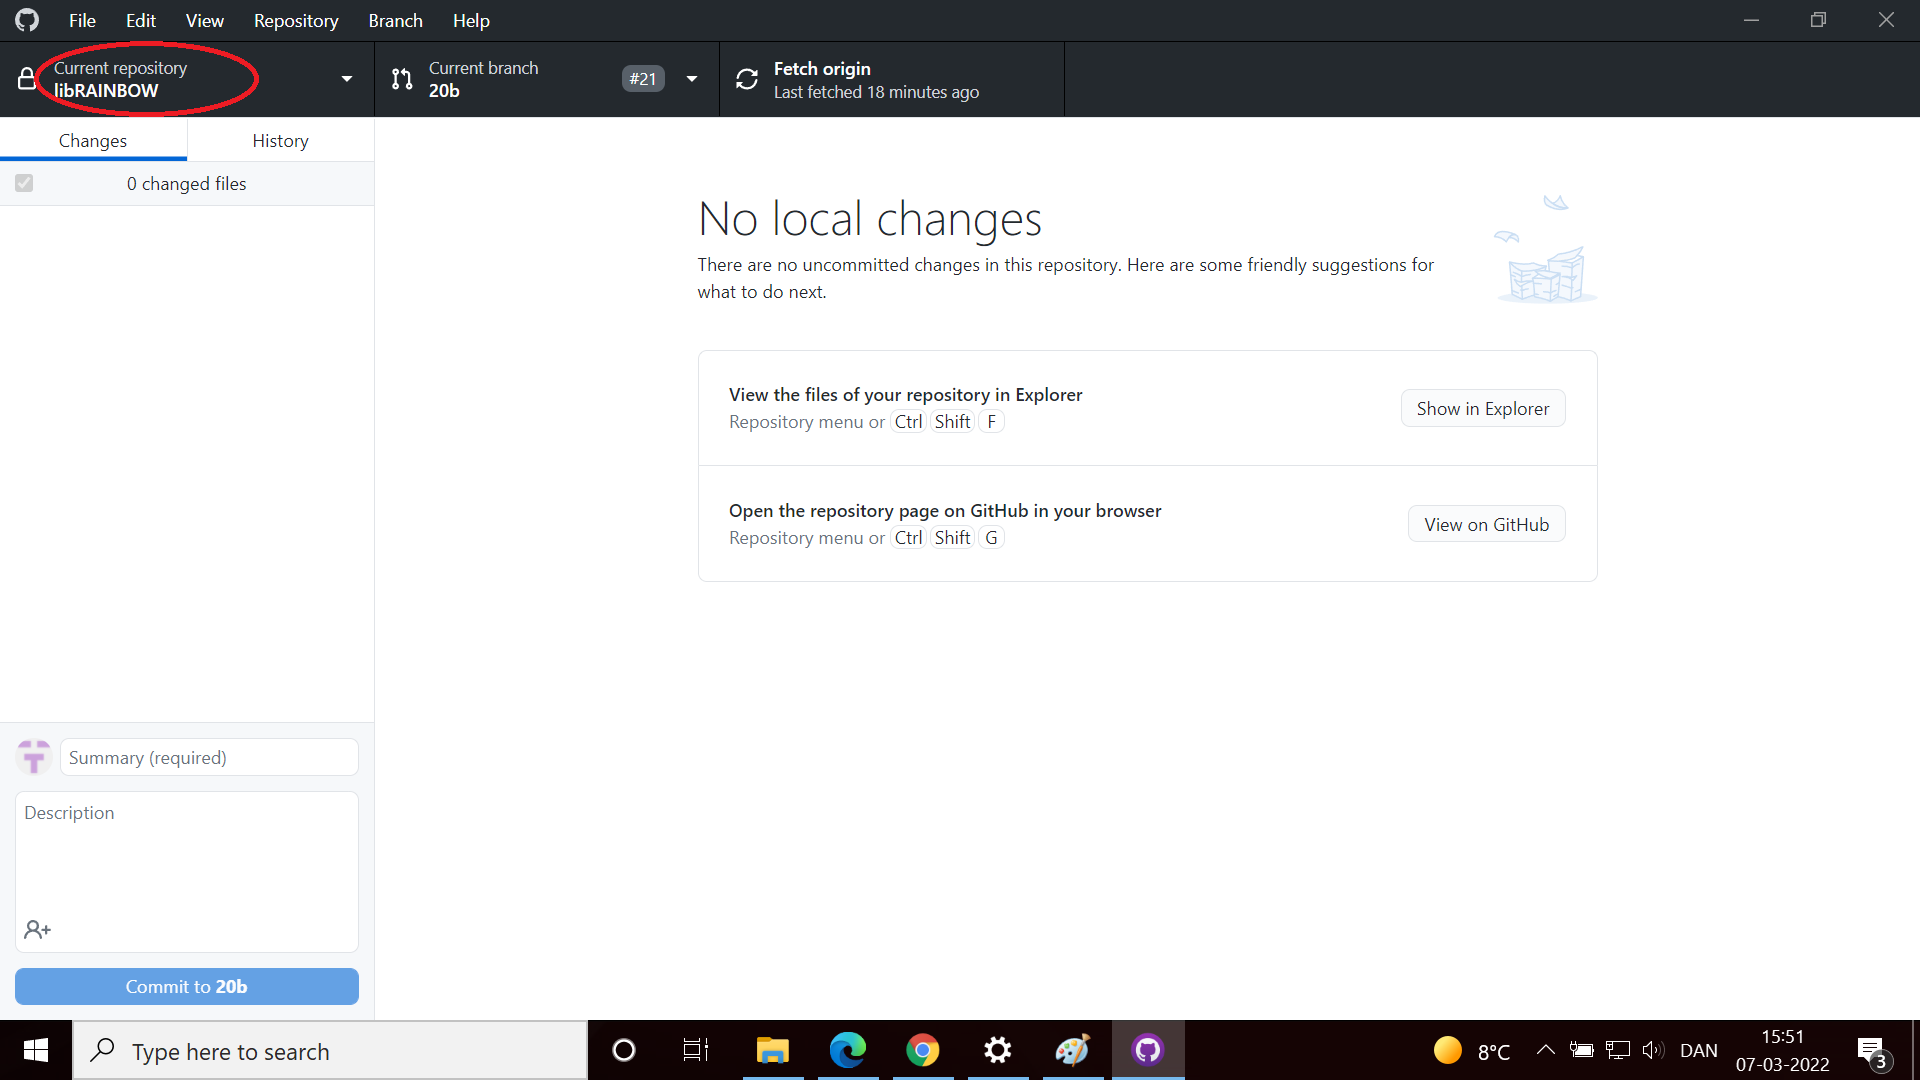 File Edit View Repository Branch Help
Current repository
libRAINBOW
Current branch
20b
#21
Fetch origin
Last fetched 18 minutes ago
Changes
History
0 changed files
No local changes
There are no uncommitted changes in this repository. Here are some friendly suggestions for
what to do next.
View the files of your repository in Explorer
Repository menu or Ctrl Shift F
Show in Explorer
Open the repository page on GitHub in your browser
Repository menu or Ctrl Shift G
View on GitHub
Summary (required)
Description
Commit to 20b
Type here to search
8°C
DAN
15:51
07-03-2022
3